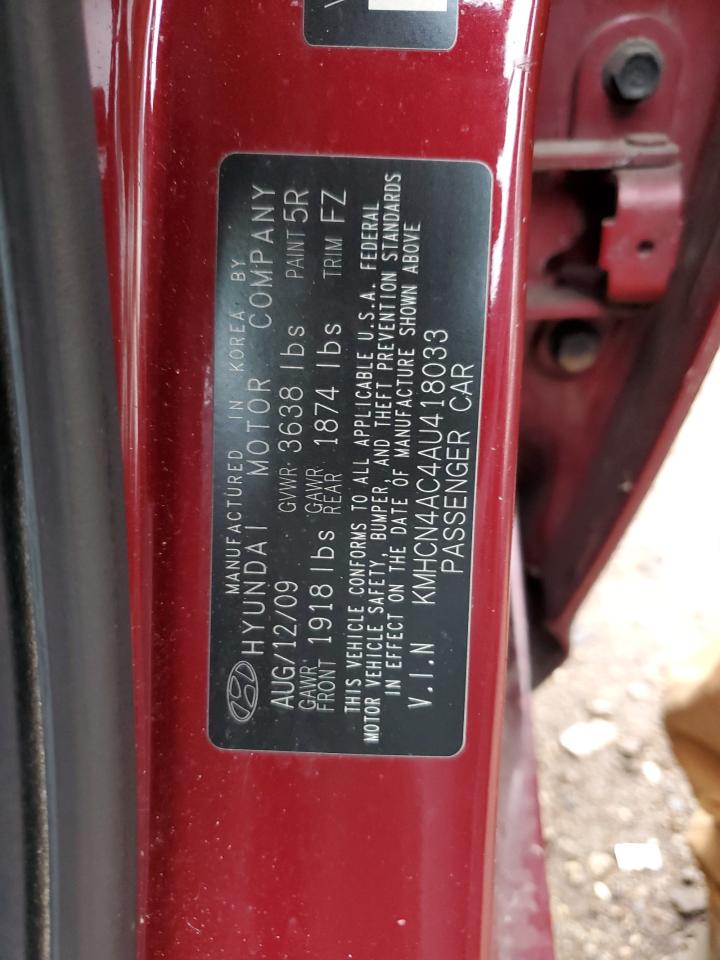 MANUFACTURED IN KOREA, BY
HYUNDAI MOTOR COMPANY
AUG/12/09 GVWR 3638 lbs PAINT 5R
GAWR FRONT 1918 lbs GAWR REAR 1874 lbs TRIM FZ
THIS VEHICLE CONFORMS TO ALL APPLICABLE U.S.A. FEDERAL
MOTOR VEHICLE SAFETY, BUMPER, AND THEFT PREVENTION STANDARDS
IN EFFECT ON THE DATE OF MANUFACTURE SHOWN ABOVE
V.I.N KMHCN4AC4AU418033
PASSENGER CAR